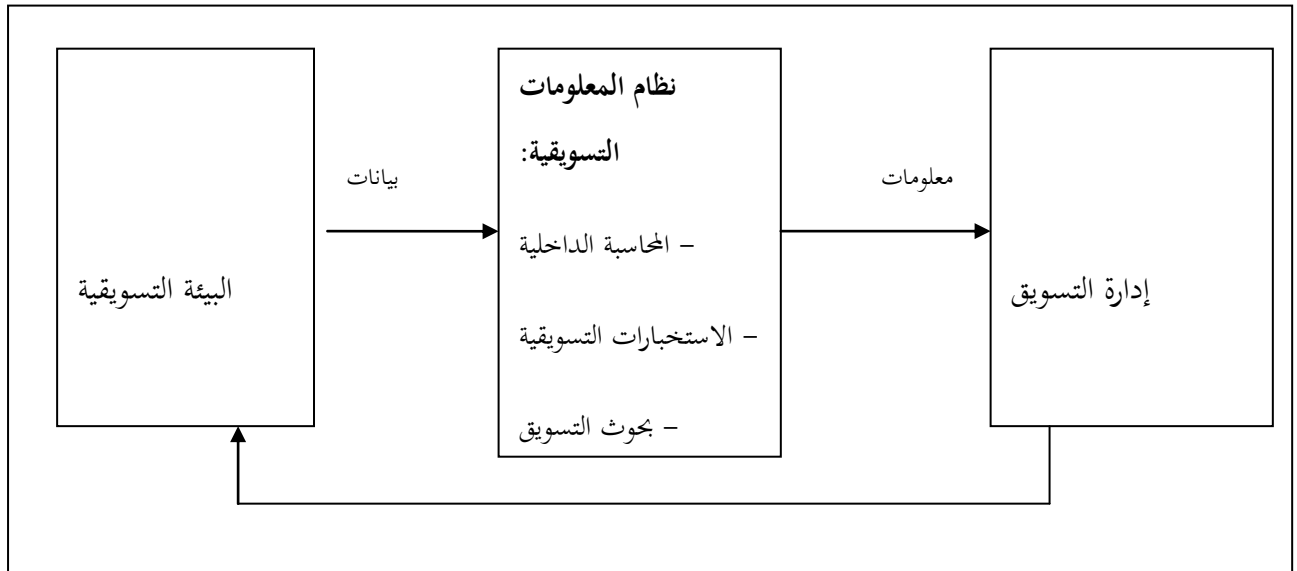 نظام المعلومات
التسويقية:
– المحاسبة الداخلية
– الاستخبارات التسويقية
– بحوث التسويق
بيانات
معلومات
البيئة التسويقية
إدارة التسويق